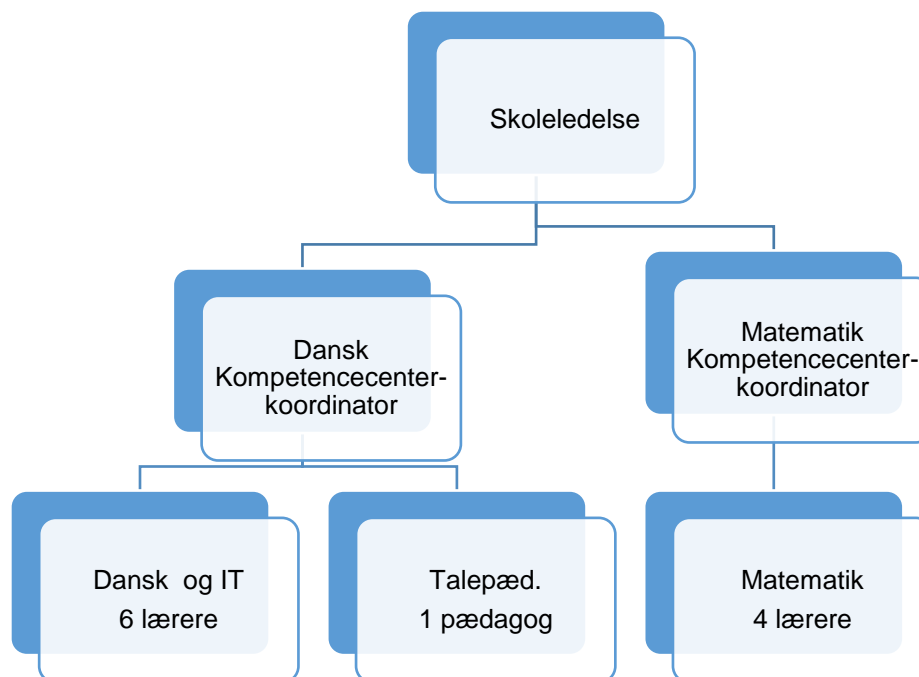 Skoleledelse
Dansk
Kompetencecenter-
koordinator
Matematik
Kompetencecenter-
koordinator
Dansk og IT
6 lærere
Talepæd.
1 pædagog
Matematik
4 lærere